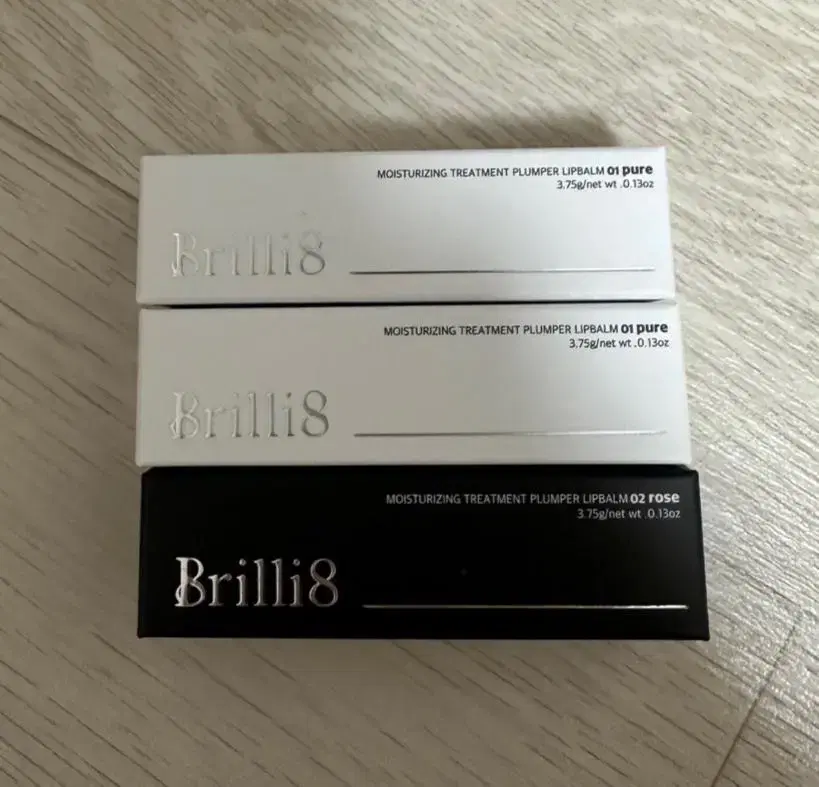 MOISTURIZING TREATMENT PLUMPER LIPBALM 01 pure
3.75g/net wt .0.13oz
Brilli8
MOISTURIZING TREATMENT PLUMPER LIPBALM 01 pure
3.75g/net wt .0.13oz
Brilli8
MOISTURIZING TREATMENT PLUMPER LIPBALM 02 rose
3.75g/net wt .0.13oz
Brilli8